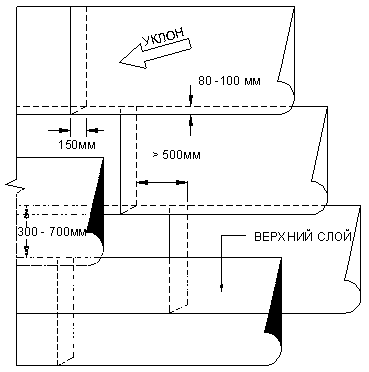 УКЛОН
80 -100 мм
150мм
> 500мм
300 - 700мм
ВЕРХНИЙ СЛОЙ